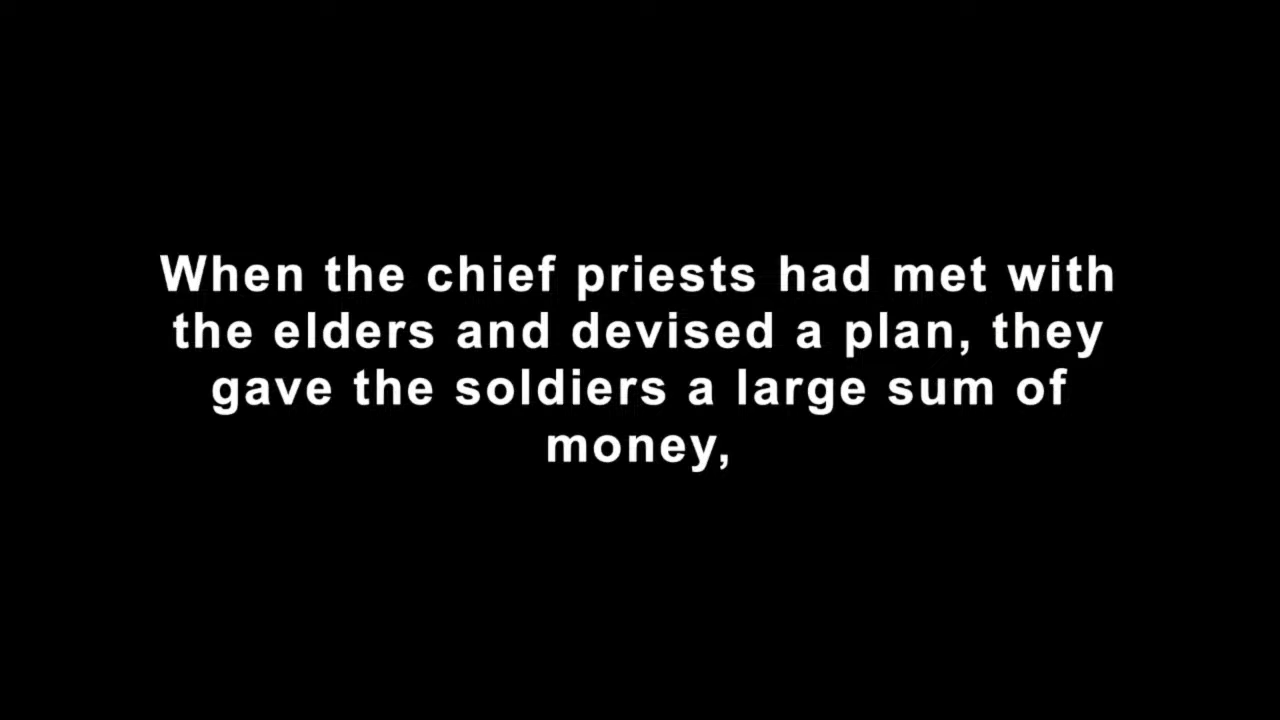 When the chief priests had met with
the elders and devised a plan, they
gave the soldiers a large sum of
money,